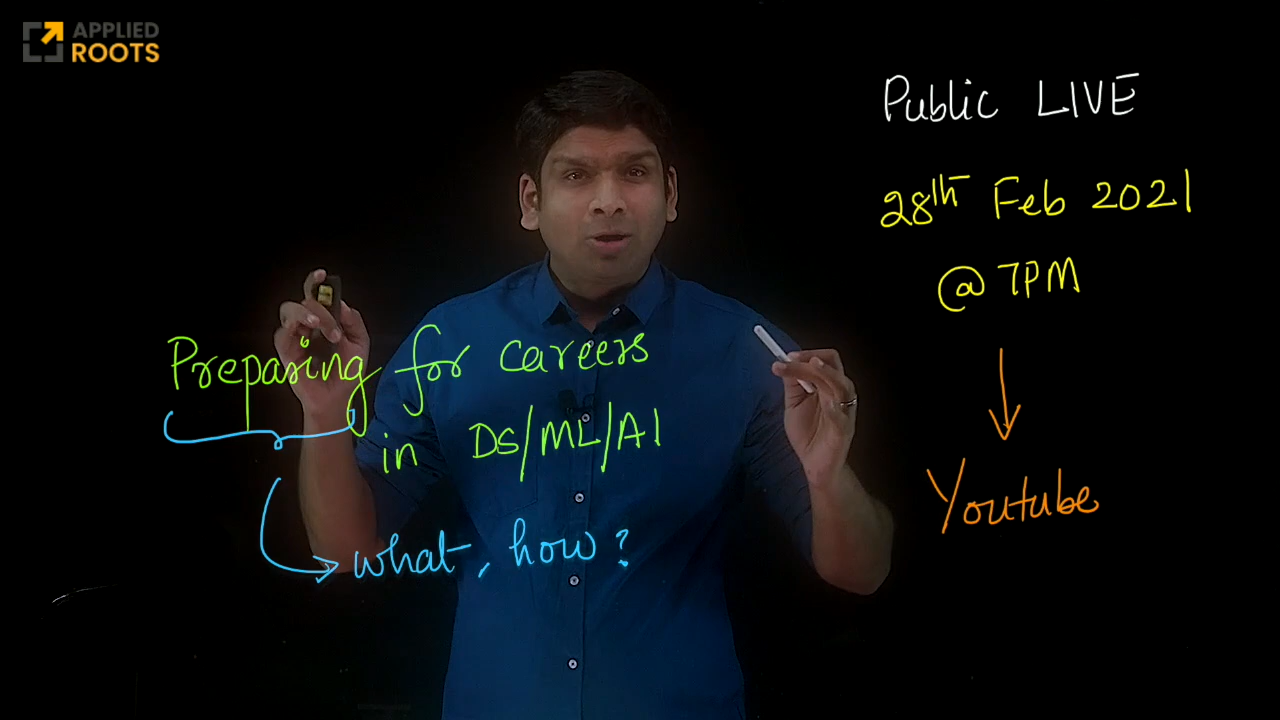 APPLIED
ROOTS
Public LIVE
28th Feb 2021
@ 7PM
Youtube
Preparing for careers
in DS/ML/AI
what, how?